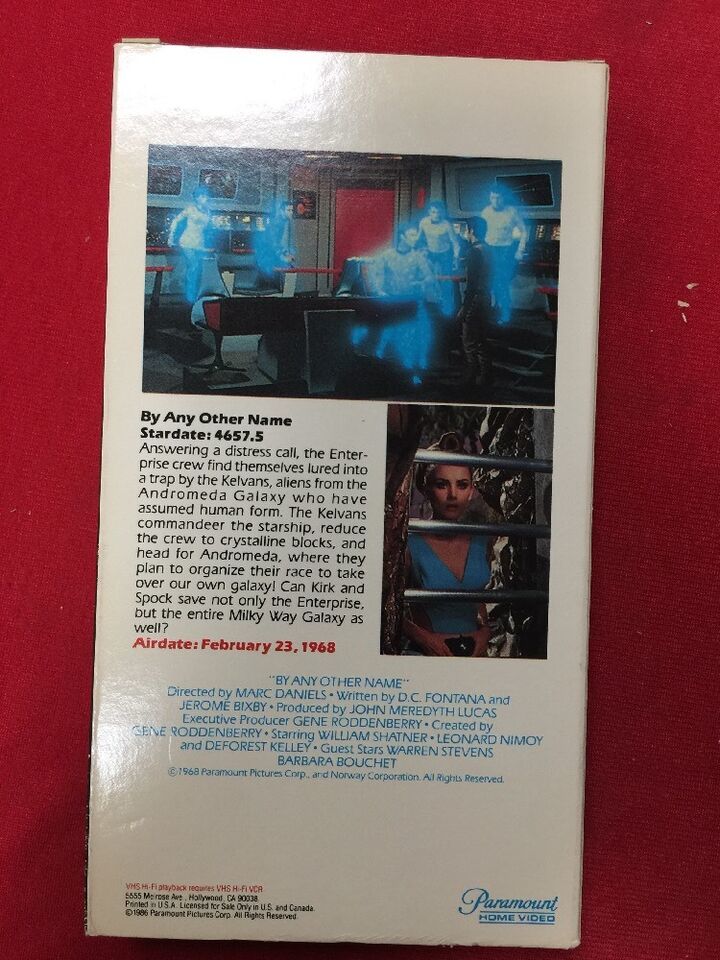 By Any Other Name
Stardate: 4657.5
Answering a distress call, the Enter-
prise crew find themselves lured into
a trap by the Kelvans, aliens from the
Andromeda Galaxy who have
assumed human form. The Kelvans
commandeer the starship, reduce
the crew to crystalline blocks, and
head for Andromeda, where they
plan to organize their race to take
over our own galaxy! Can Kirk and
Spock save not only the Enterprise,
but the entire Milky Way Galaxy as
well?
Airdate: February 23, 1968
"BY ANY OTHER NAME"
Directed by MARC DANIELS • Written by D.C. FONTANA and
JEROME BIXBY • Produced by JOHN MEREDYTH LUCAS
Executive Producer GENE RODDENBERRY • Created by
GENE RODDENBERRY • Starring WILLIAM SHATNER • LEONARD NIMOY
and DEFOREST KELLEY • Guest Stars WARREN STEVENS
BARBARA BOUCHET
©1968 Paramount Pictures Corp., and Norway Corporation. All Rights Reserved.
VHS Hi-Fi playback requires VHS Hi-Fi VCR
5555 Melrose Ave., Hollywood, CA 90038
Printed in U.S.A. Licensed for Sale Only in U.S. and Canada.
©1986 Paramount Pictures Corp. All Rights Reserved.
Paramount
HOME VIDEO